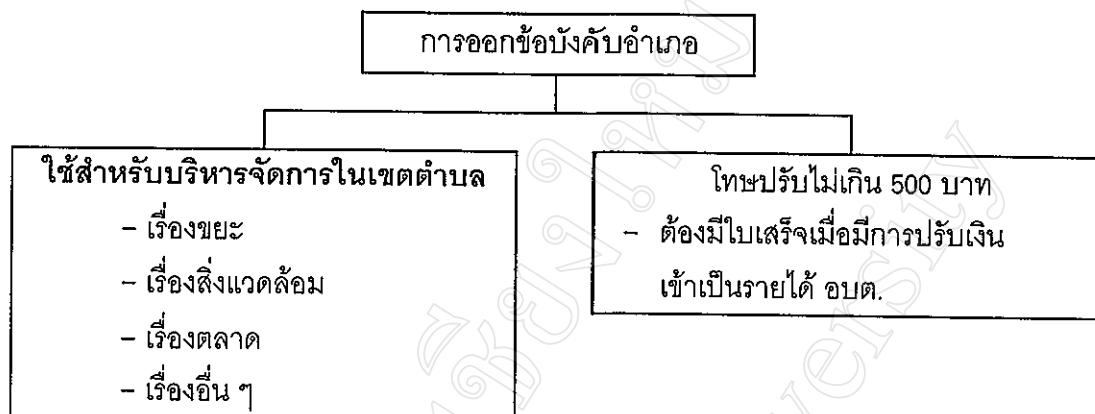 การออกข้อบังคับอำเภอ
ใช้สำหรับบริหารจัดการในเขตตำบล
– เรื่องขยะ
– เรื่องสิ่งแวดล้อม
– เรื่องตลาด
– เรื่องอื่น ๆ
โทษปรับไม่เกิน 500 บาท
– ต้องมีใบเสร็จเมื่อมีการปรับเงิน
เข้าเป็นรายได้ อบต.